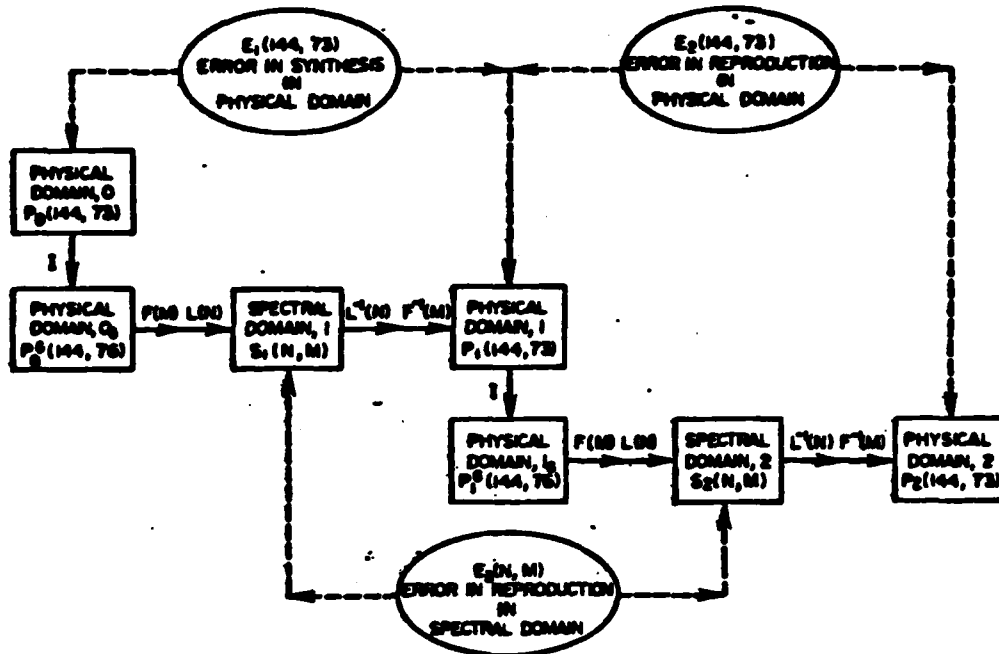 E₁(144, 73)
ERROR IN SYNTHESIS
IN
PHYSICAL DOMAIN
E₂(144, 73)
ERROR IN REPRODUCTION
IN
PHYSICAL DOMAIN
PHYSICAL
DOMAIN, 0
P₀(144, 73)
I
PHYSICAL
DOMAIN, 0G
P₀ᴳ(144, 76)
F(M) L(N)
SPECTRAL
DOMAIN, 1
S₁(N, M)
L⁻¹(N) F⁻¹(M)
PHYSICAL
DOMAIN, 1
P₁(144, 73)
I
PHYSICAL
DOMAIN, 1G
P₁ᴳ(144, 76)
F(M) L(N)
SPECTRAL
DOMAIN, 2
S₂(N, M)
L⁻¹(N) F⁻¹(M)
PHYSICAL
DOMAIN, 2
P₂(144, 73)
E₃(N, M)
ERROR IN REPRODUCTION
IN
SPECTRAL DOMAIN